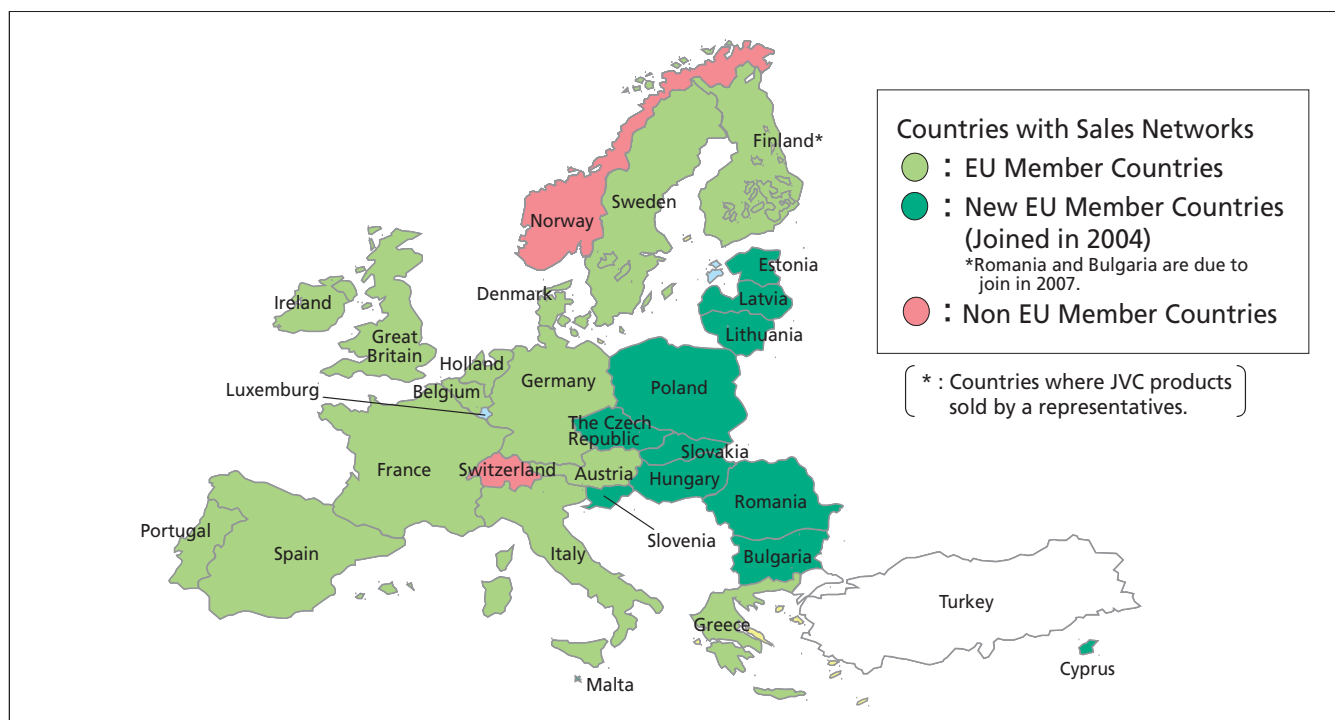 Countries with Sales Networks
: EU Member Countries
: New EU Member Countries
(Joined in 2004)
*Romania and Bulgaria are due to
join in 2007.
: Non EU Member Countries
* : Countries where JVC products
sold by a representatives.
Finland*
Sweden
Norway
Estonia
Denmark
Latvia
Ireland
Lithuania
Great
Britain
Holland
Germany
Poland
Luxemburg
Belgium
The Czech
Republic
Slovakia
France
Switzerland
Austria
Hungary
Romania
Portugal
Spain
Italy
Slovenia
Bulgaria
Turkey
Greece
Cyprus
Malta